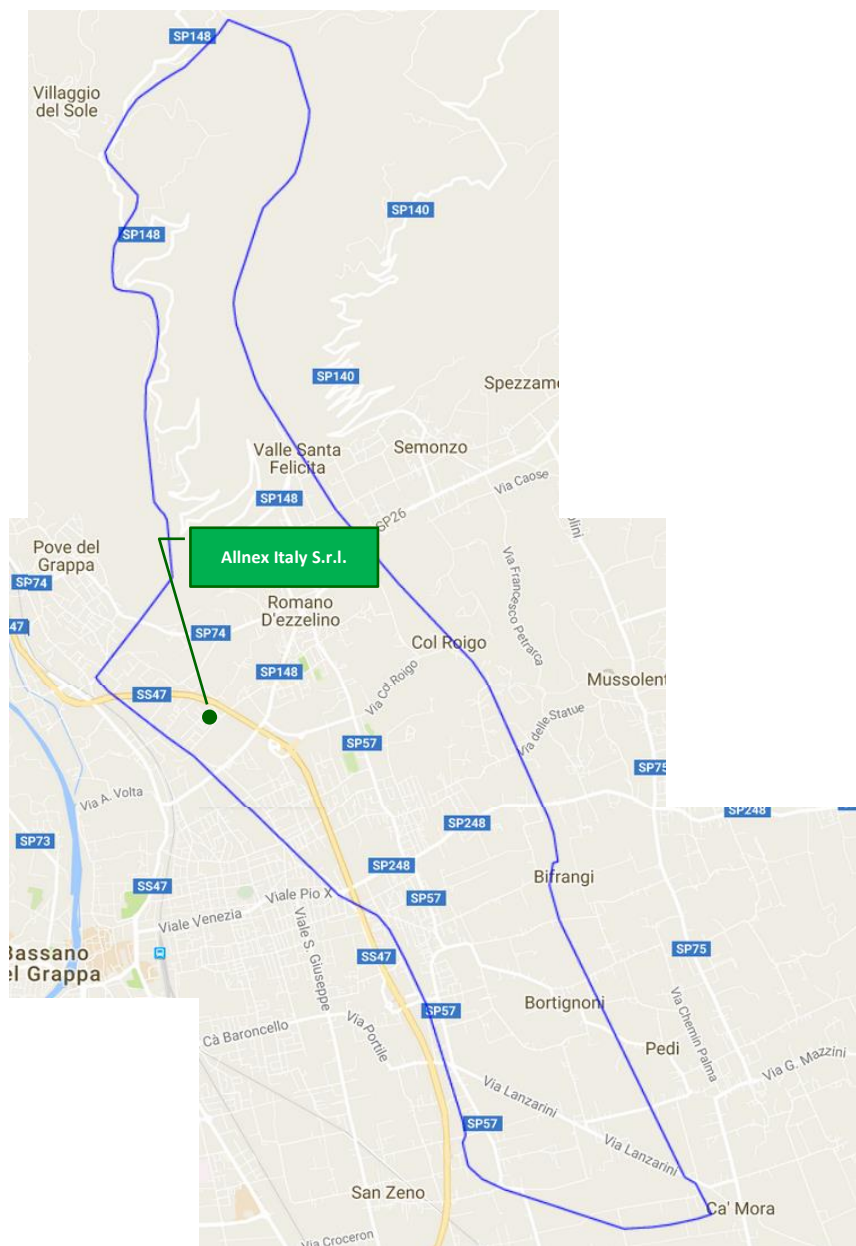 SP148
Villaggio
del Sole
SP140
SP148
SP140
Spezzamo
Valle Santa
Felicita
Semonzo
Via Caose
SP148
SP26
Pove del
Grappa
Allnex Italy S.r.l.
SP74
47
Romano
D'ezzelino
SP74
Via Francesco Petrarca
Col Roigo
SP148
Via Col Roigo
Mussolent
SS47
Via delle Statue
SP57
SP75
Via A. Volta
SP248
SP248
SP73
SP248
Bifrangi
SS47
Viale Pio X
SP57
Viale Venezia
Viale S. Giuseppe
SS47
Bassano
el Grappa
SP75
Bortignoni
SP57
Via Chemin Palma
Cà Baroncello
Via Portile
Pedi
Via G. Mazzini
Via Lanzarini
SP57
Via Lanzarini
San Zeno
Ca' Mora
Via Croceron